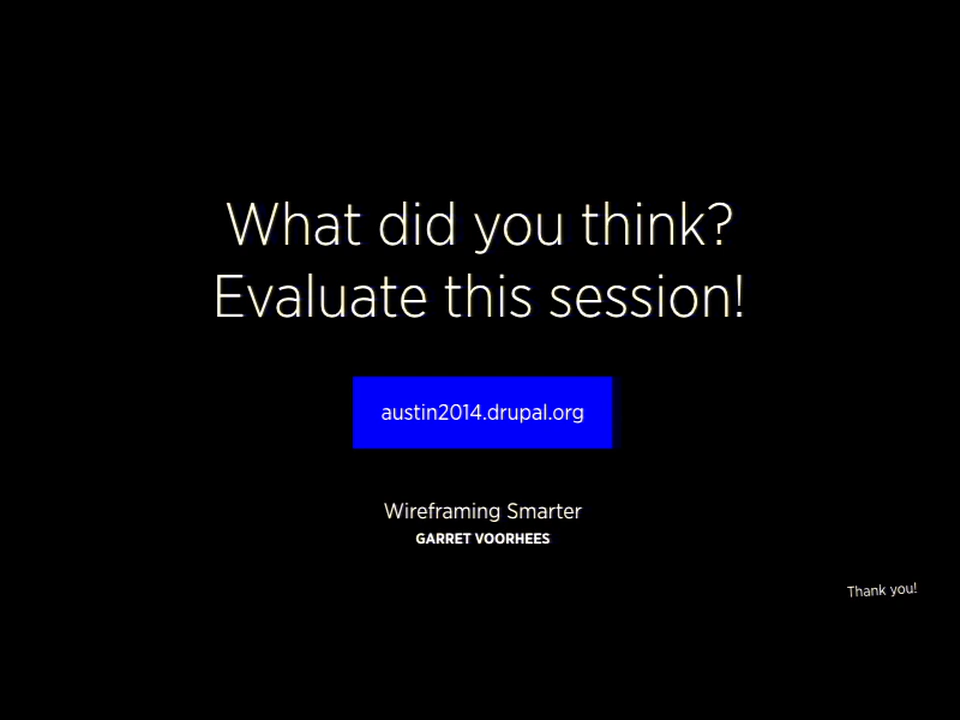 What did you think?
Evaluate this session!
austin2014.drupal.org
Wireframing Smarter
GARRET VOORHEES
Thank you!